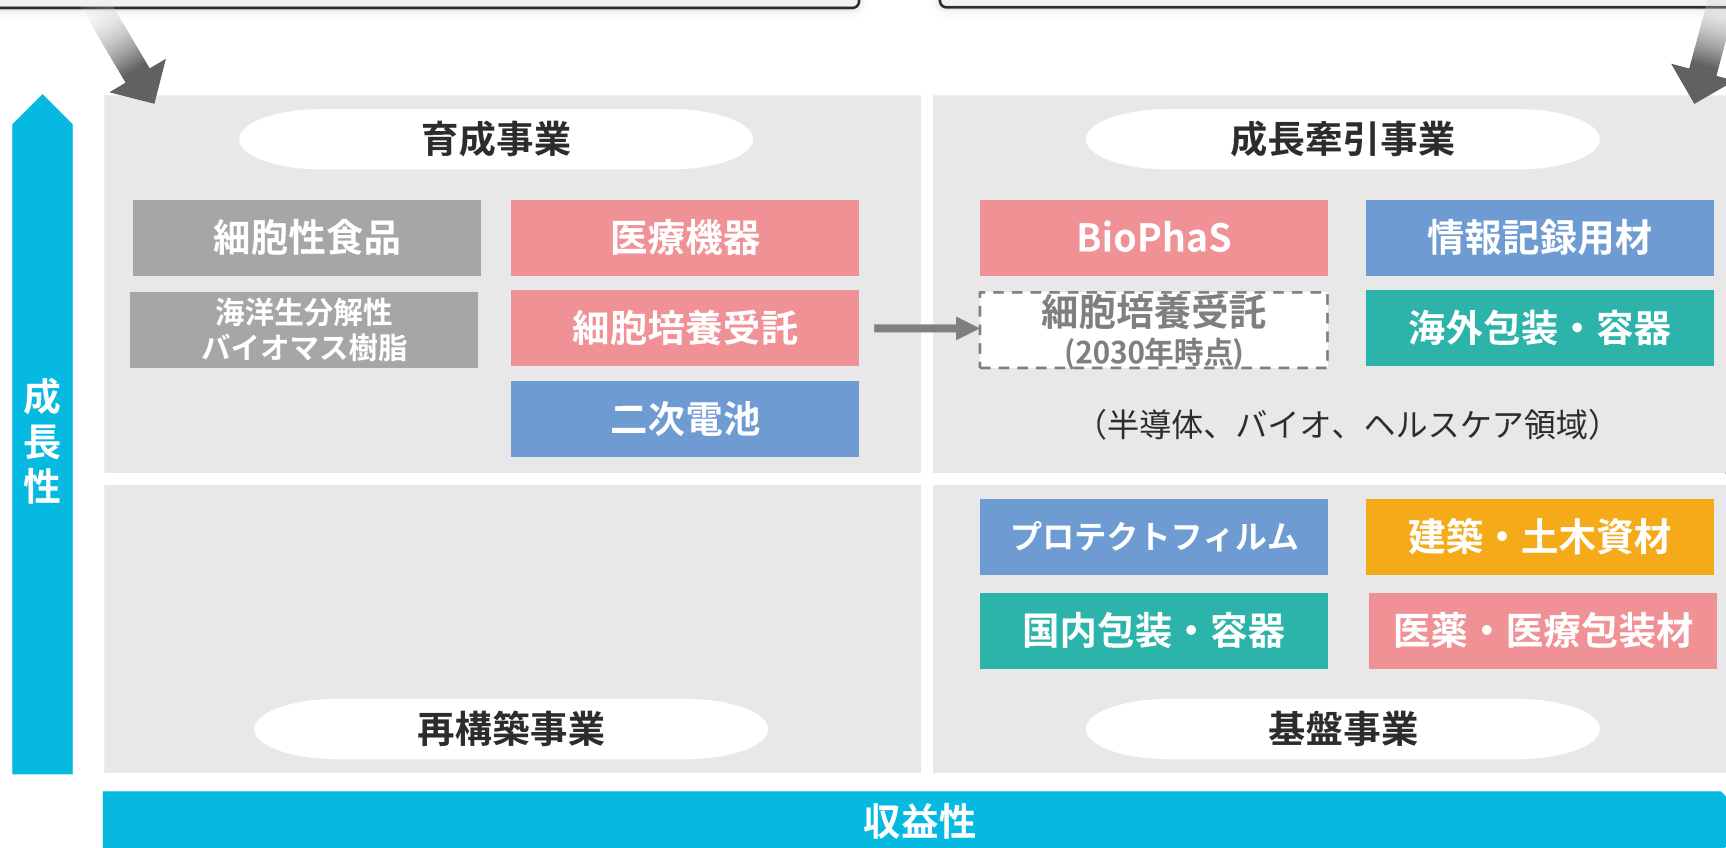 育成事業
細胞性食品
医療機器
海洋生分解性
バイオマス樹脂
細胞培養受託
二次電池
成長牽引事業
BioPhaS
情報記録用材
細胞培養受託
(2030年時点)
海外包装・容器
（半導体、バイオ、ヘルスケア領域）
成長性
再構築事業
プロテクトフィルム
建築・土木資材
国内包装・容器
医薬・医療包装材
基盤事業
収益性